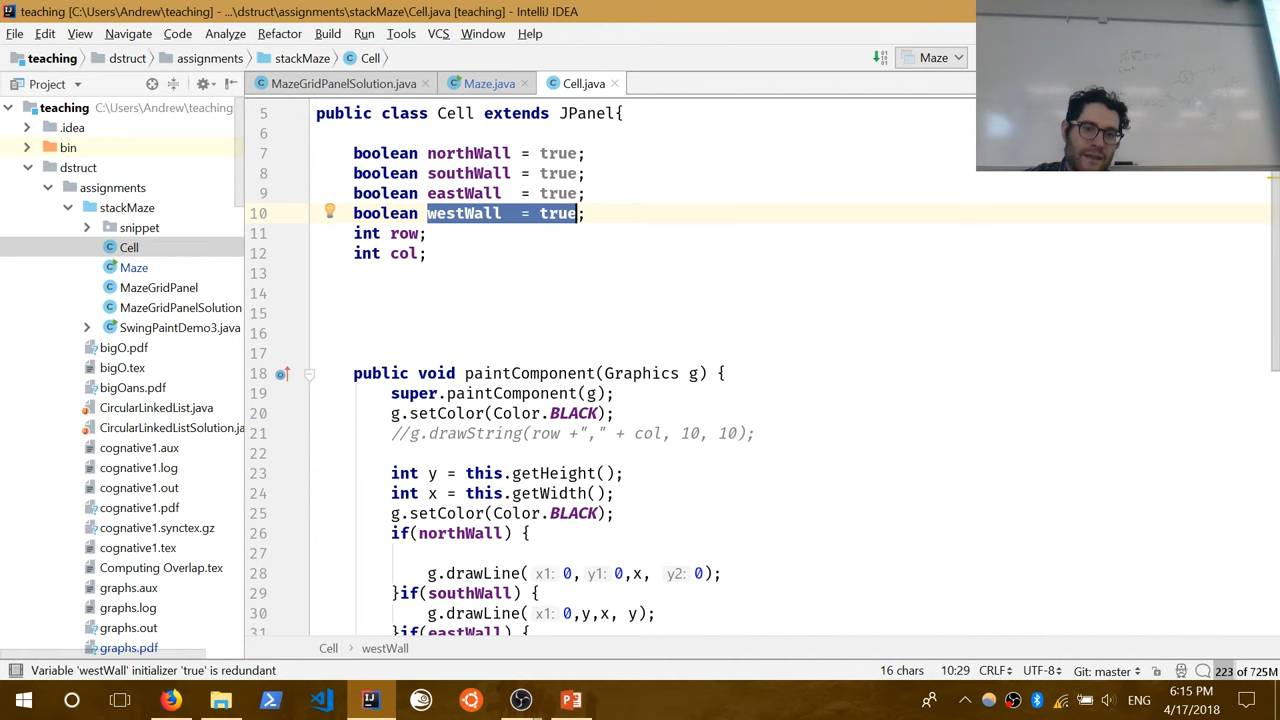 teaching [C:\Users\Andrew\teaching] - ...\dstruct\assignments\stackMaze\Cell.java [teaching] - IntelliJ IDEA
File Edit View Navigate Code Analyze Refactor Build Run Tools VCS Window Help
teaching dstruct assignments stackMaze Cell Maze
Project
MazeGridPanelSolution.java Maze.java Cell.java
teaching C:\Users\Andrew\teaching
.idea
bin
dstruct
assignments
stackMaze
snippet
Cell
Maze
MazeGridPanel
MazeGridPanelSolution
SwingPaintDemo3.java
bigO.pdf
bigO.tex
bigOans.pdf
CircularLinkedList.java
CircularLinkedListSolution.ja
cognative1.aux
cognative1.log
cognative1.out
cognative1.pdf
cognative1.synctex.gz
cognative1.tex
Computing Overlap.tex
graphs.aux
graphs.log
graphs.out
graphs.pdf
5 public class Cell extends JPanel{
6
7 boolean northWall = true;
8 boolean southWall = true;
9 boolean eastWall = true;
10 boolean westWall = true;
11 int row;
12 int col;
13
14
15
16
17
18 public void paintComponent(Graphics g) {
19 super.paintComponent(g);
20 g.setColor(Color.BLACK);
21 //g.drawString(row +"," + col, 10, 10);
22
23 int y = this.getHeight();
24 int x = this.getWidth();
25 g.setColor(Color.BLACK);
26 if(northWall) {
27
28 g.drawLine( x1: 0, y1: 0,x, y2: 0);
29 }if(southWall) {
30 g.drawLine( x1: 0,y,x, y);
31 }if(eastWall) {
Cell westWall
Variable 'westWall' initializer 'true' is redundant 16 chars 10:29 CRLF UTF-8 Git: master 223 of 725M
ENG
6:15 PM
4/17/2018